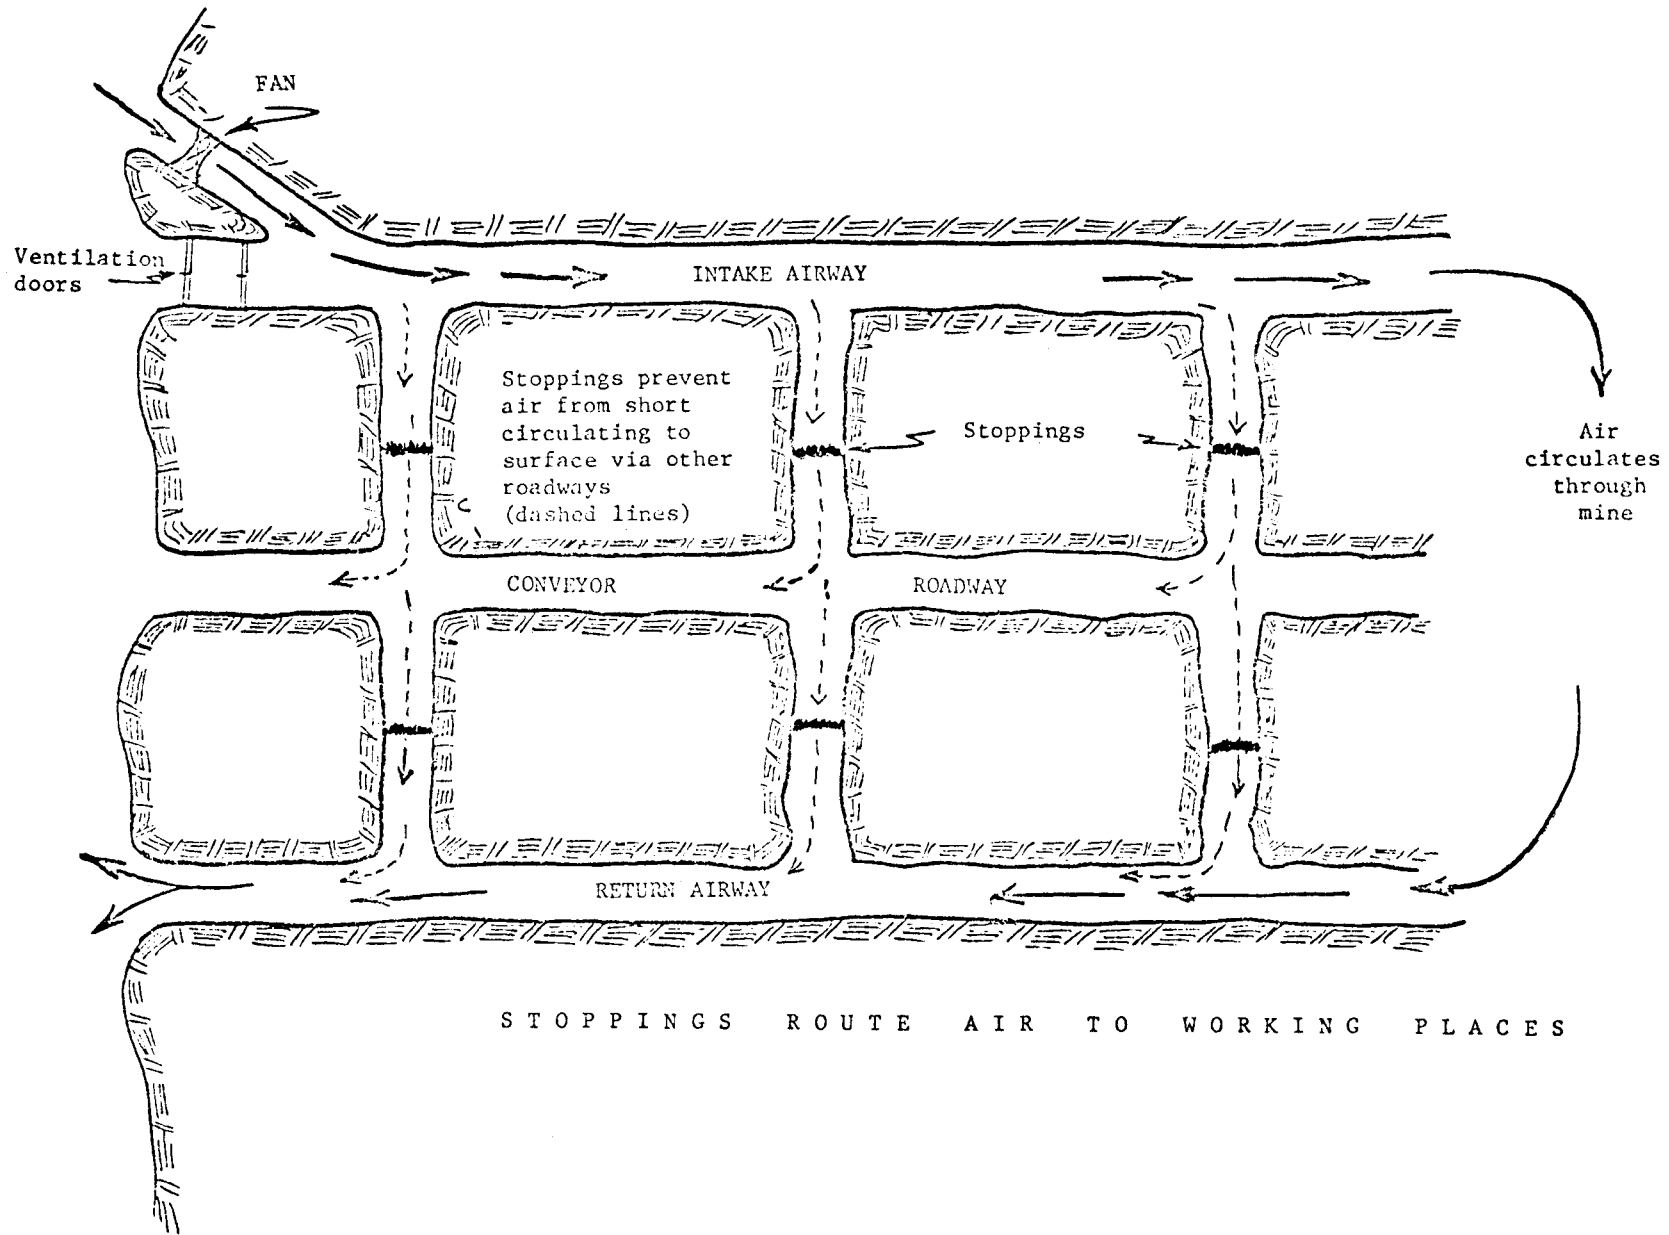 FAN
Ventilation
doors
INTAKE AIRWAY
Stoppings prevent
air from short
circulating to
surface via other
roadways
(dashed lines)
Stoppings
Air
circulates
through
mine
CONVEYOR ROADWAY
RETURN AIRWAY
STOPPINGS ROUTE AIR TO WORKING PLACES